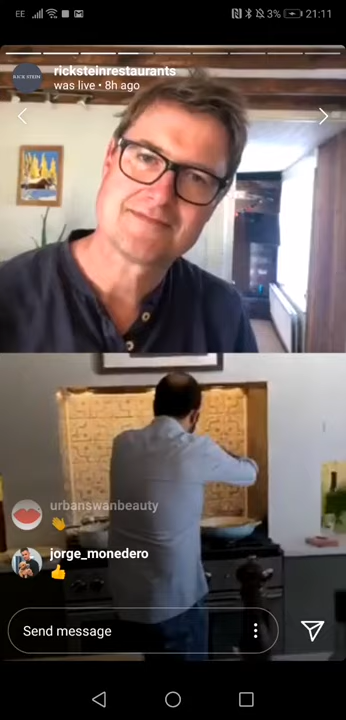 EE
3% 21:11
RICK STEIN
ricksteinrestaurants
was live • 8h ago
urbanswanbeauty
jorge_monedero
Send message